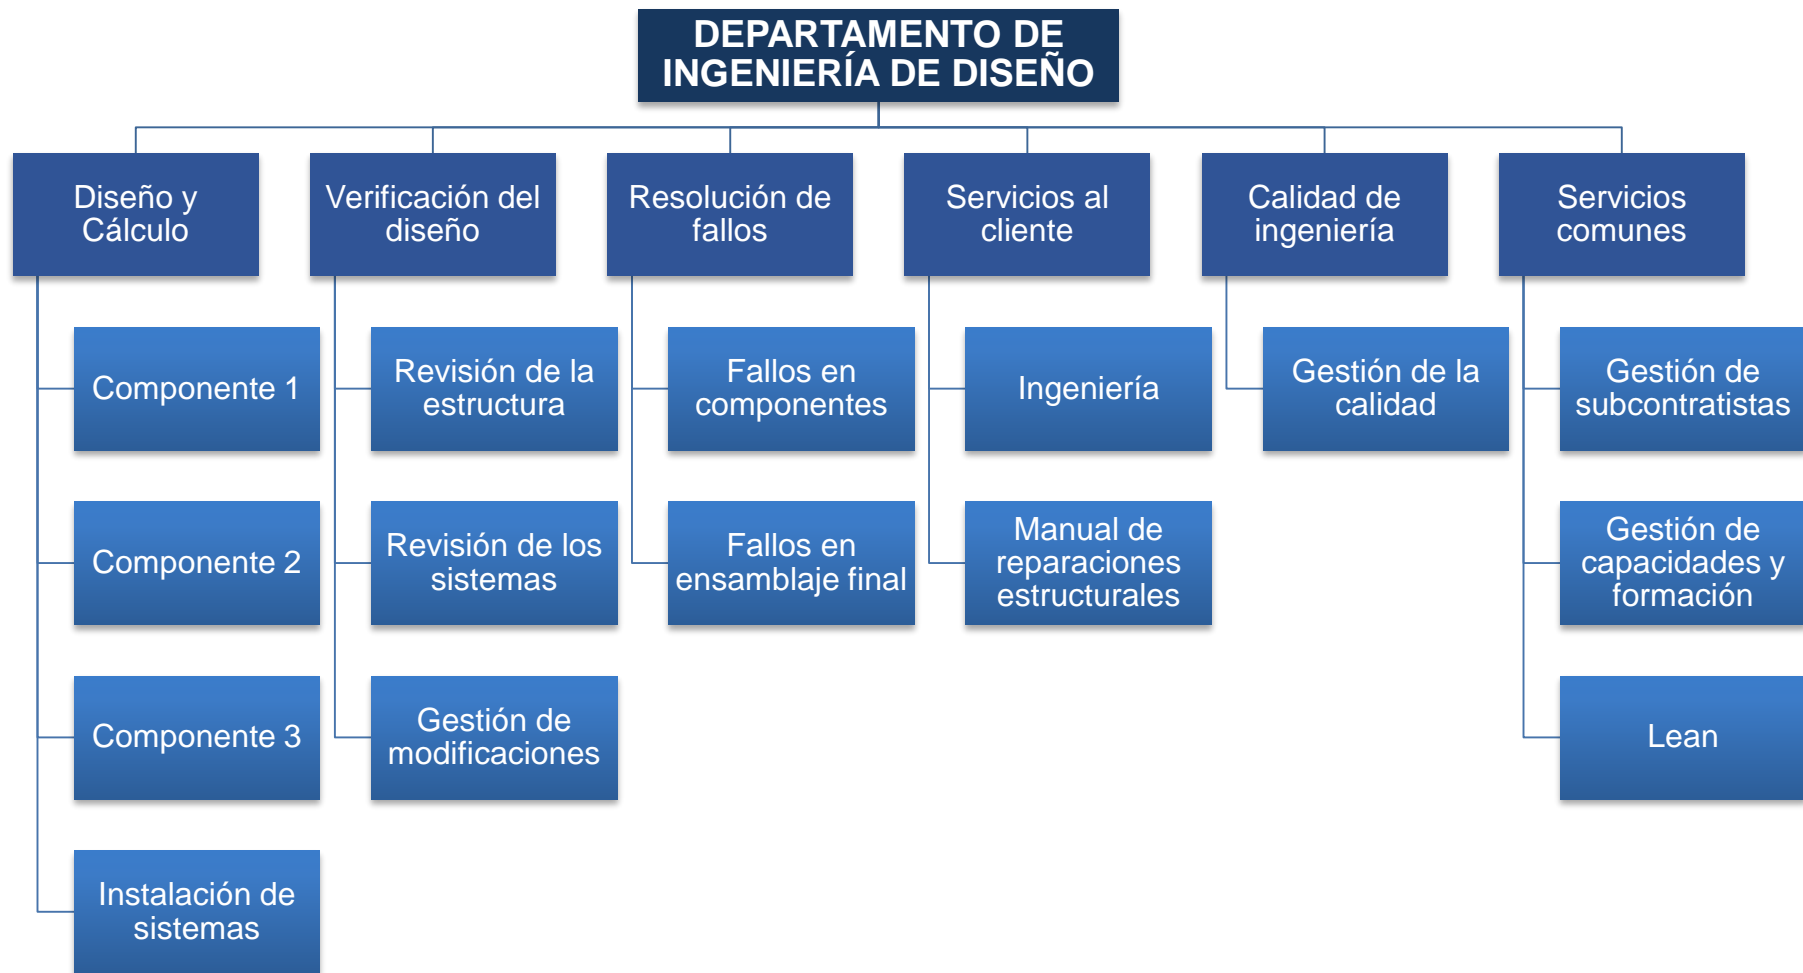 DEPARTAMENTO DE
INGENIERÍA DE DISEÑO
Diseño y
Cálculo
Verificación del
diseño
Resolución de
fallos
Servicios al
cliente
Calidad de
ingeniería
Servicios
comunes
Componente 1
Revisión de la
estructura
Fallos en
componentes
Ingeniería
Gestión de la
calidad
Gestión de
subcontratistas
Componente 2
Revisión de los
sistemas
Fallos en
ensamblaje final
Manual de
reparaciones
estructurales
Gestión de
capacidades y
formación
Componente 3
Gestión de
modificaciones
Lean
Instalación de
sistemas